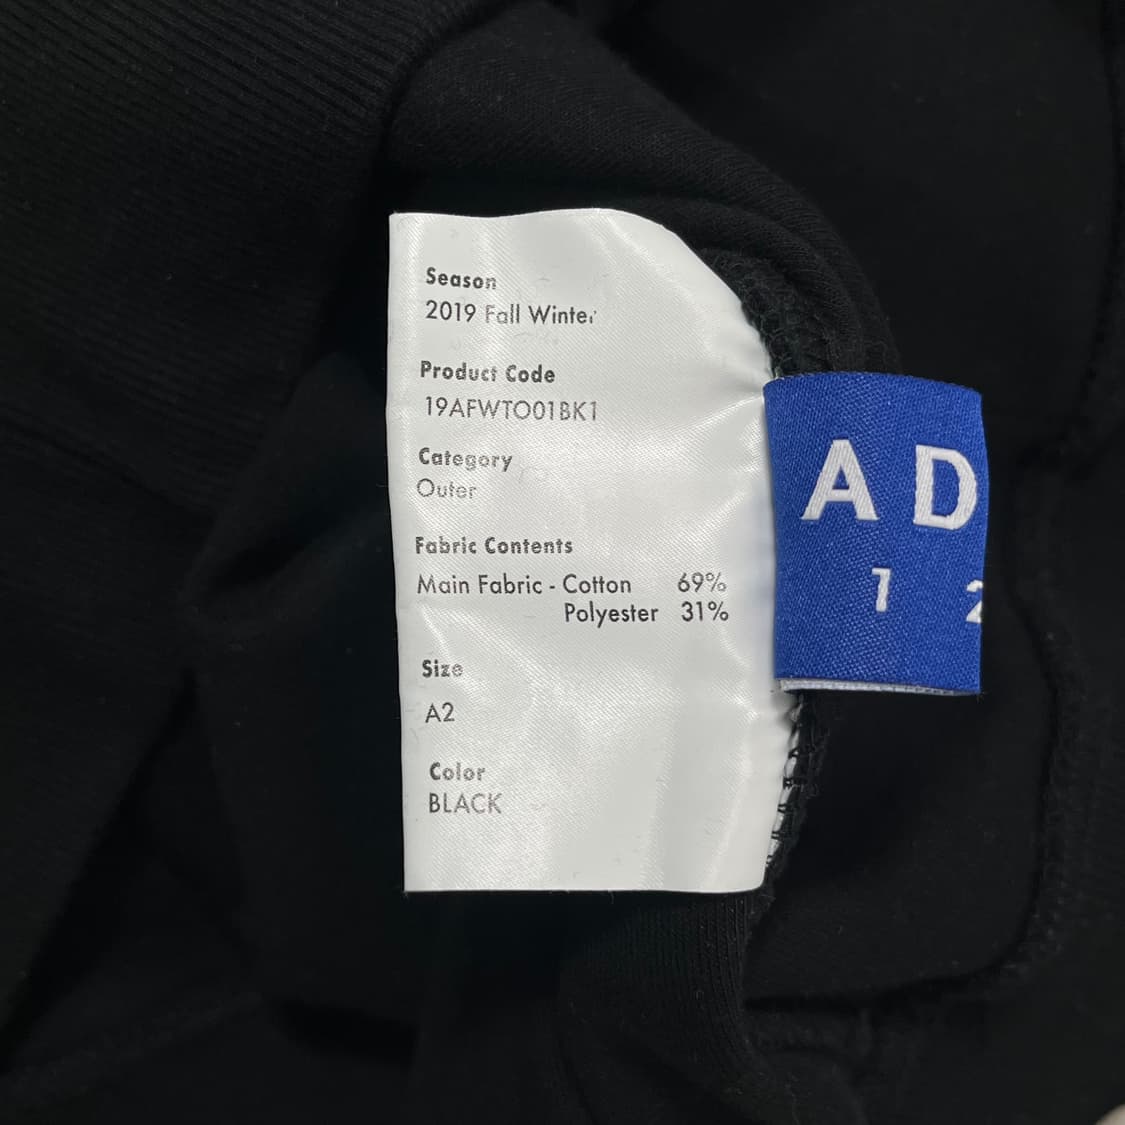 Season
2019 Fall Winter
Product Code
19AFWTO01BK1
Category
Outer
Fabric Contents
Main Fabric - Cotton 69%
Polyester 31%
Size
A2
Color
BLACK
A D
1 2